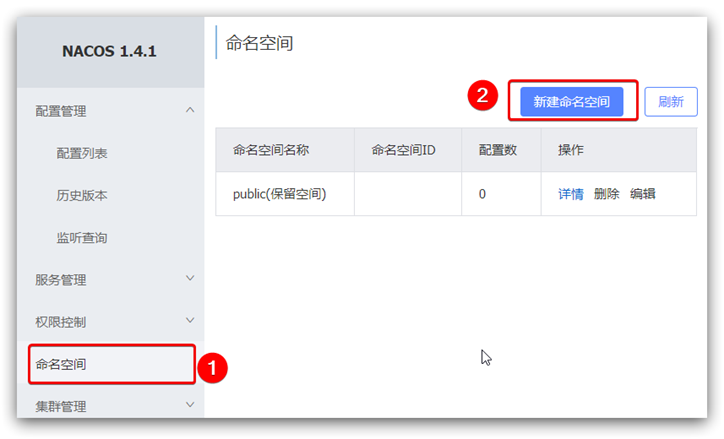 NACOS 1.4.1
配置管理
配置列表
历史版本
监听查询
服务管理
权限控制
命名空间
1
集群管理
命名空间
2
新建命名空间
刷新
命名空间名称 命名空间ID 配置数 操作
public(保留空间) 0 详情 删除 编辑